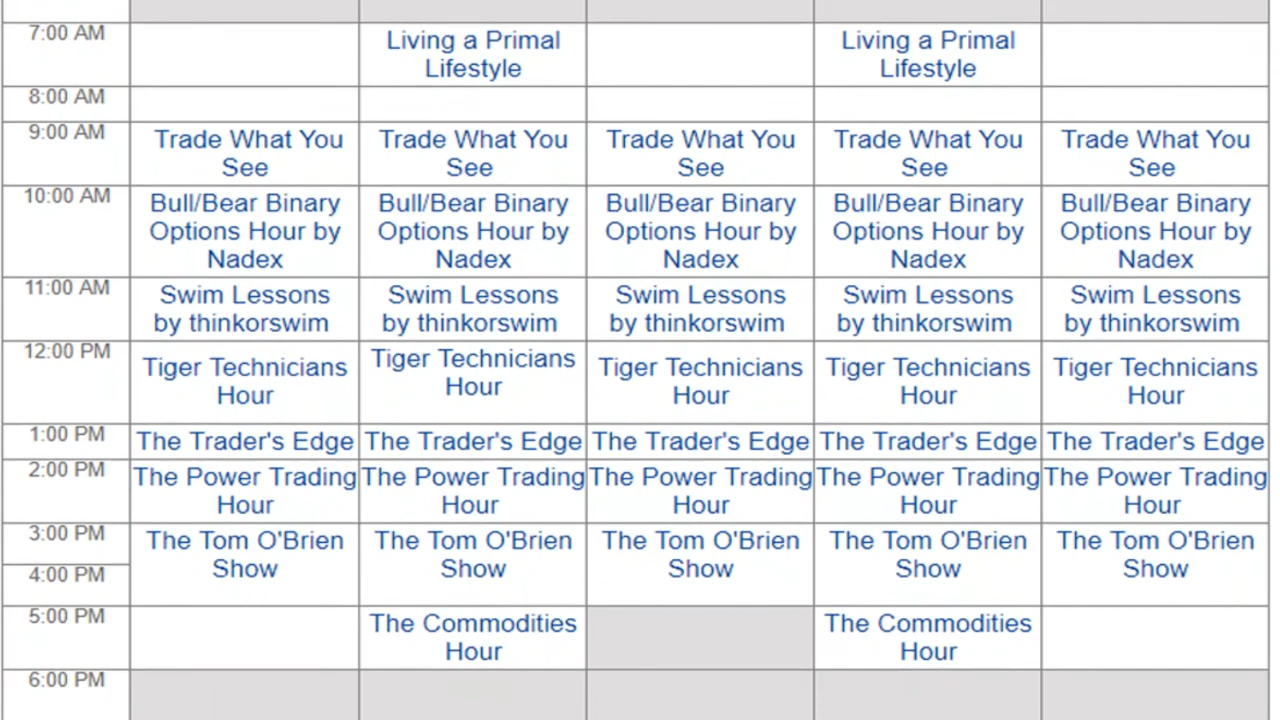 7:00 AM
Living a Primal
Lifestyle
Living a Primal
Lifestyle
8:00 AM
9:00 AM
Trade What You
See
Trade What You
See
Trade What You
See
Trade What You
See
Trade What You
See
10:00 AM
Bull/Bear Binary
Options Hour by
Nadex
Bull/Bear Binary
Options Hour by
Nadex
Bull/Bear Binary
Options Hour by
Nadex
Bull/Bear Binary
Options Hour by
Nadex
Bull/Bear Binary
Options Hour by
Nadex
11:00 AM
Swim Lessons
by thinkorswim
Swim Lessons
by thinkorswim
Swim Lessons
by thinkorswim
Swim Lessons
by thinkorswim
Swim Lessons
by thinkorswim
12:00 PM
Tiger Technicians
Hour
Tiger Technicians
Hour
Tiger Technicians
Hour
Tiger Technicians
Hour
Tiger Technicians
Hour
1:00 PM
The Trader's Edge
The Trader's Edge
The Trader's Edge
The Trader's Edge
The Trader's Edge
2:00 PM
The Power Trading
Hour
The Power Trading
Hour
The Power Trading
Hour
The Power Trading
Hour
The Power Trading
Hour
3:00 PM
The Tom O'Brien
Show
The Tom O'Brien
Show
The Tom O'Brien
Show
The Tom O'Brien
Show
The Tom O'Brien
Show
4:00 PM
5:00 PM
The Commodities
Hour
The Commodities
Hour
6:00 PM